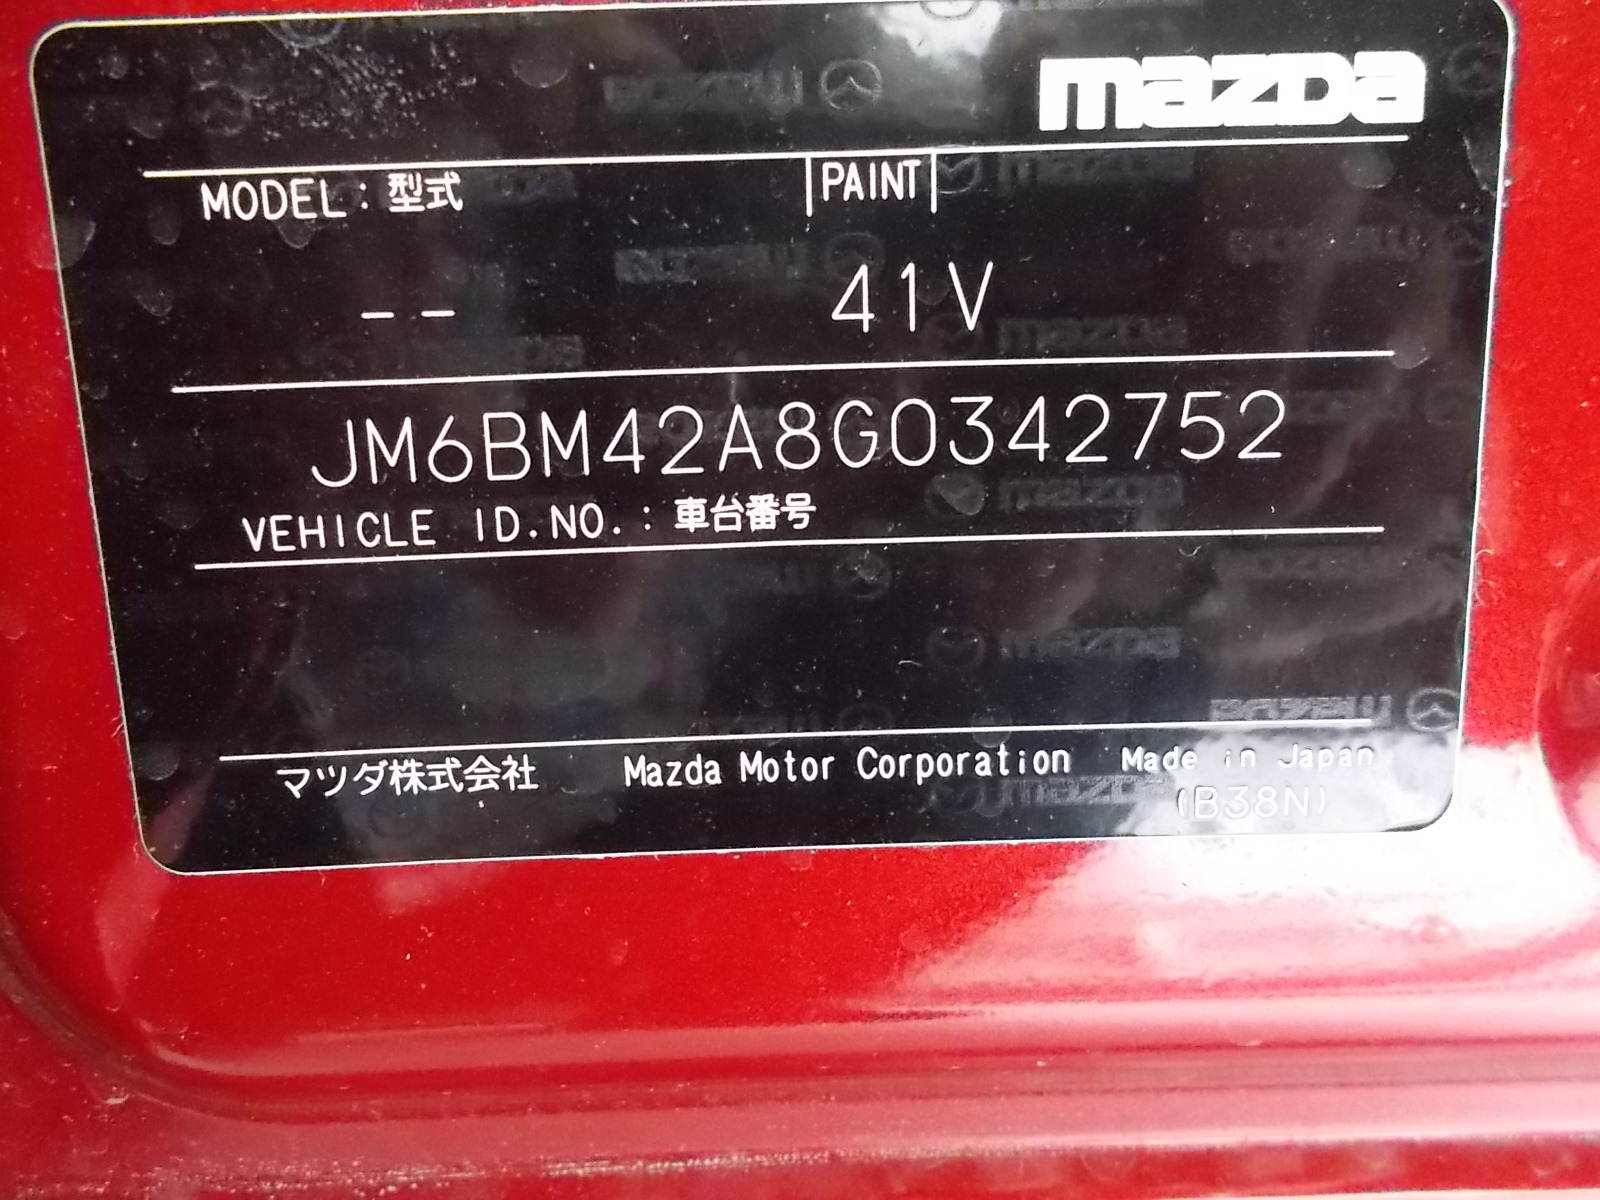 mazda
MODEL：型式 PAINT
-- 41V
JM6BM42A8G0342752
VEHICLE ID.NO.：車台番号
マツダ株式会社 Mazda Motor Corporation Made in Japan
(B38N)